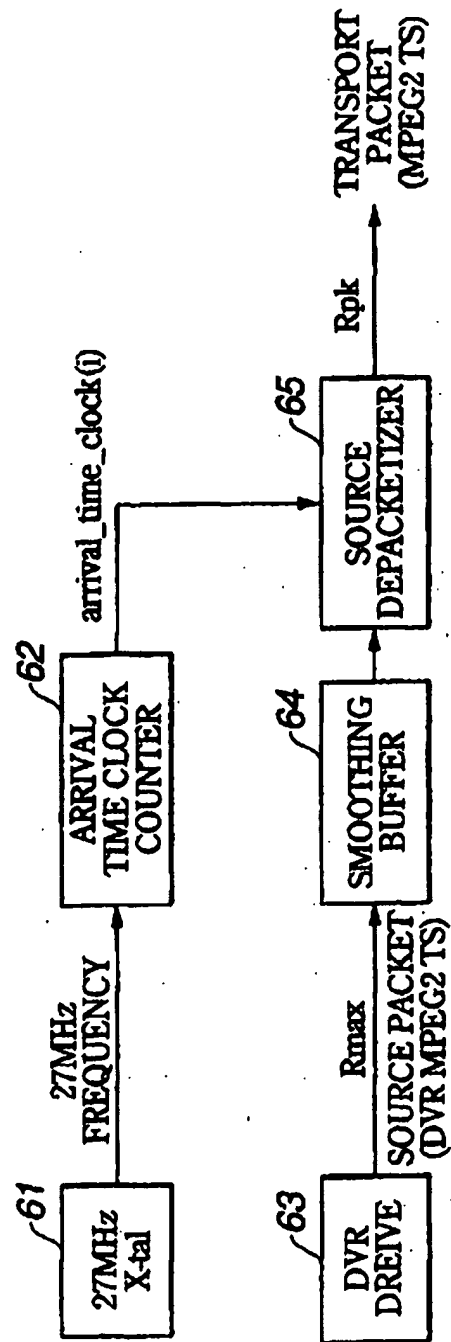 61
27MHz
X-tal
27MHz
FREQUENCY
62
ARRIVAL
TIME CLOCK
COUNTER
arrival_time_clock(i)
63
DVR
DREIVE
Rmax
SOURCE PACKET
(DVR MPEG2 TS)
64
SMOOTHING
BUFFER
65
SOURCE
DEPACKETIZER
Rpk
TRANSPORT
PACKET
(MPEG2 TS)